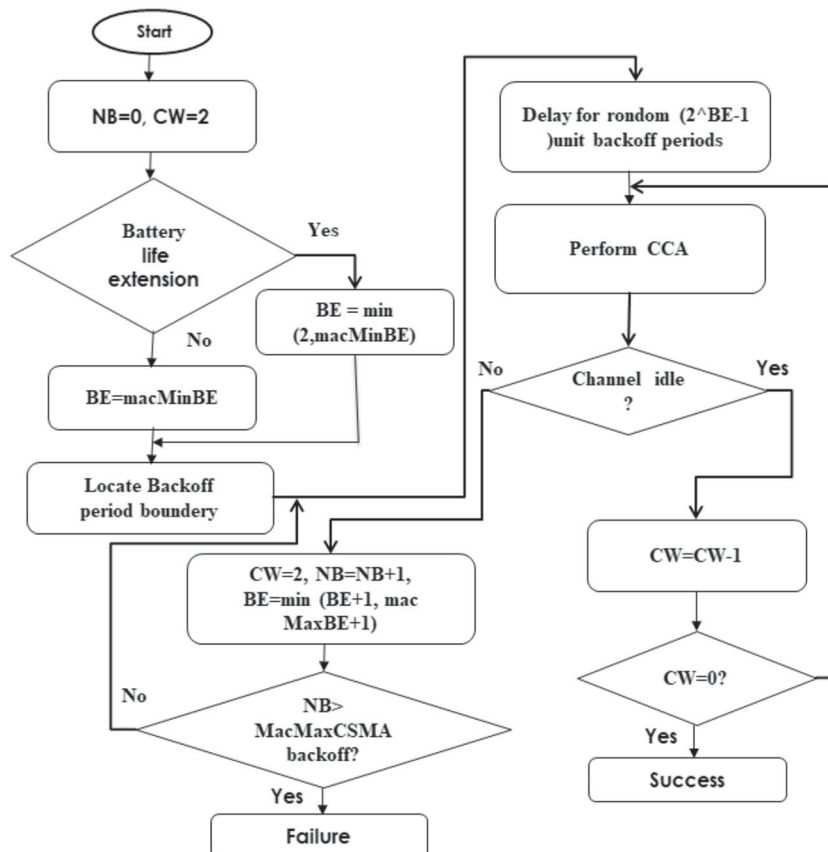 Start
NB=0, CW=2
Battery
life
extension
Yes
BE = min
(2,macMinBE)
No
BE=macMinBE
Locate Backoff
period boundery
Delay for rondom (2^BE-1
)unit backoff periods
Perform CCA
Channel idle
?
No
Yes
CW=2, NB=NB+1,
BE=min (BE+1, mac
MaxBE+1)
NB>
MacMaxCSMA
backoff?
No
Yes
Failure
CW=CW-1
CW=0?
Yes
Success